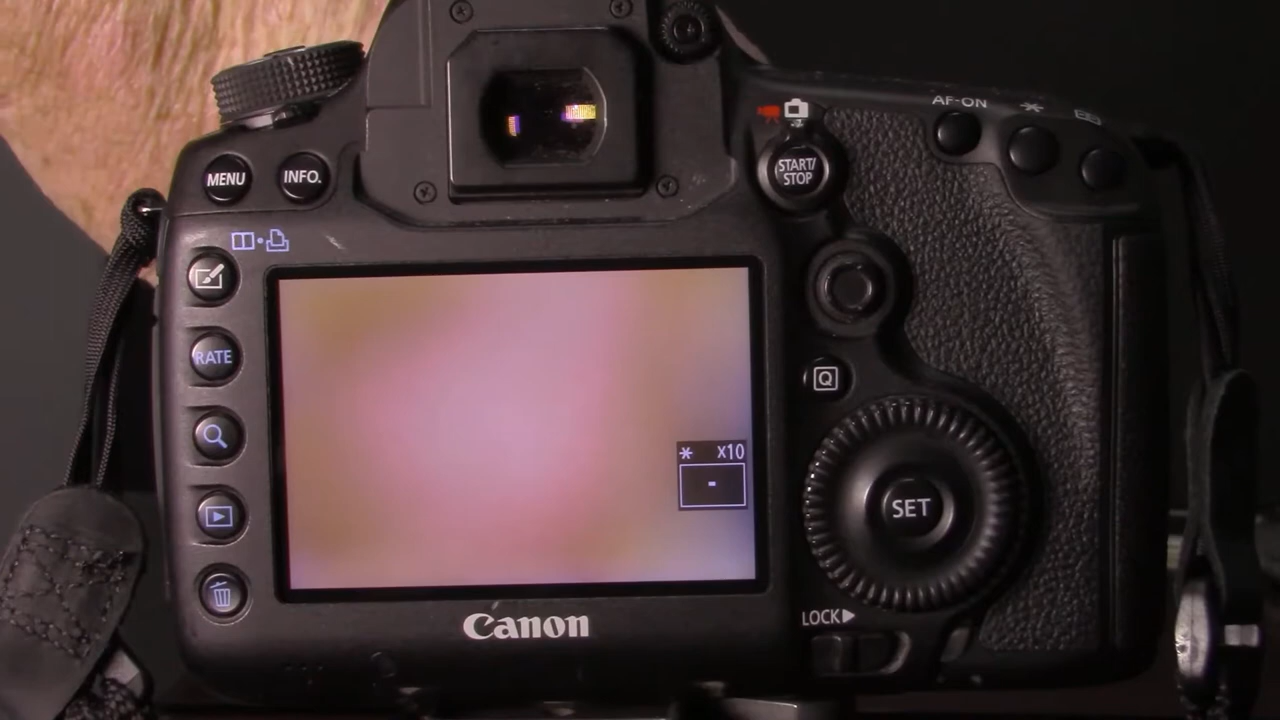 AF-ON
MENU
INFO.
START/
STOP
RATE
Q
x10
SET
Canon
LOCK